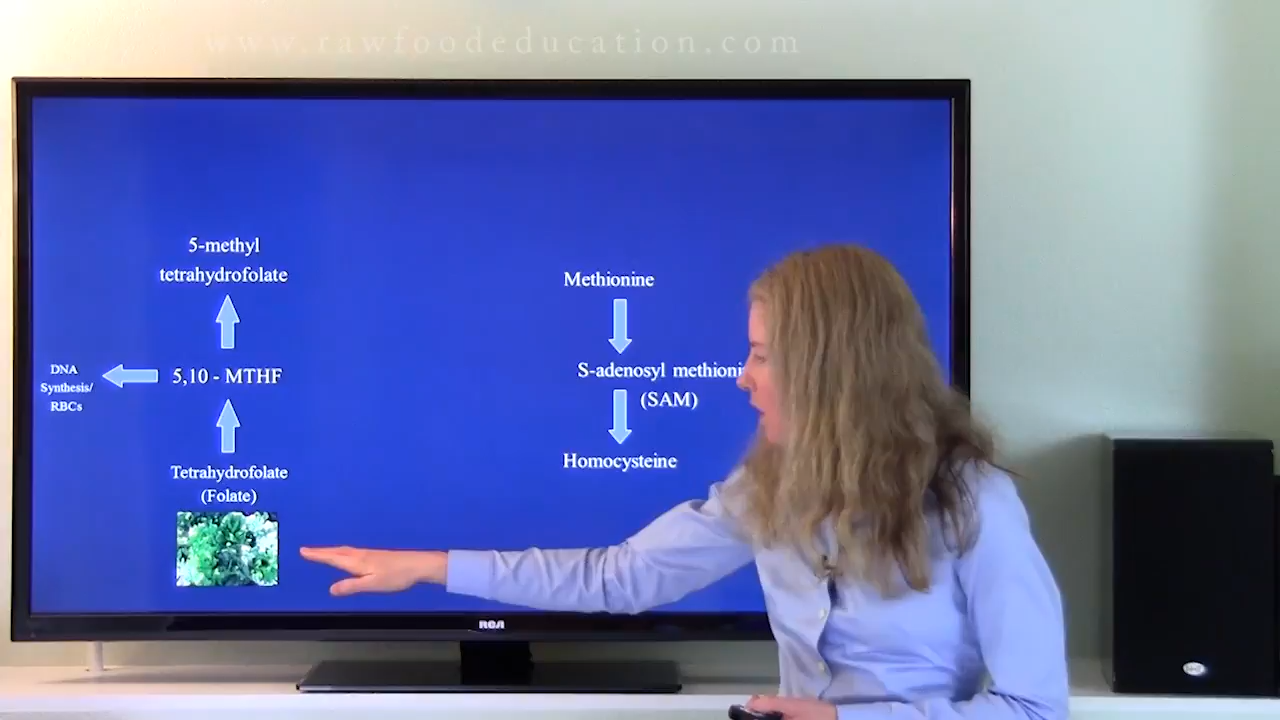 www.rawfoodeducation.com
5-methyl
tetrahydrofolate
DNA
Synthesis/
RBCs
5,10 - MTHF
Tetrahydrofolate
(Folate)
Methionine
S-adenosyl
(SAM)
Homocysteine
RCA